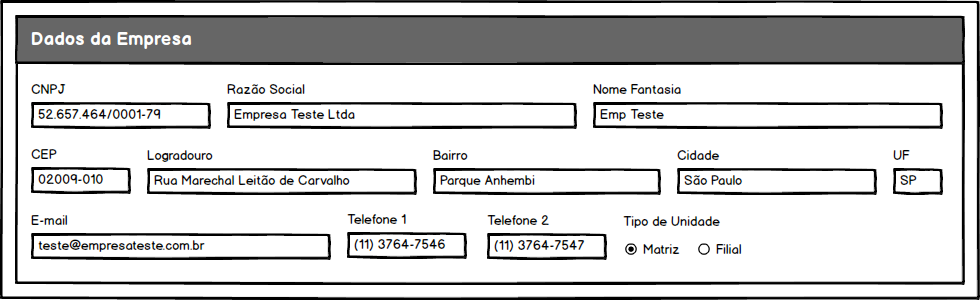 Dados da Empresa
CNPJ Razão Social Nome Fantasia
52.657.464/0001-79 Empresa Teste Ltda Emp Teste
CEP Logradouro Bairro Cidade UF
02009-010 Rua Marechal Leitão de Carvalho Parque Anhembi São Paulo SP
E-mail Telefone 1 Telefone 2 Tipo de Unidade
teste@empresateste.com.br (11) 3764-7546 (11) 3764-7547 Matriz Filial